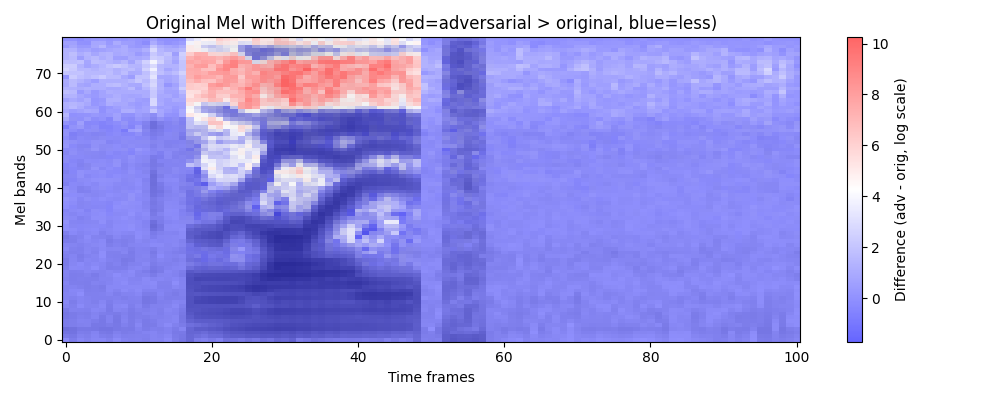 Original Mel with Differences (red=adversarial > original, blue=less)
Mel bands
70
60
50
40
30
20
10
0
0 20 40 60 80 100
Time frames
10
8
6
4
2
0
Difference (adv - orig, log scale)